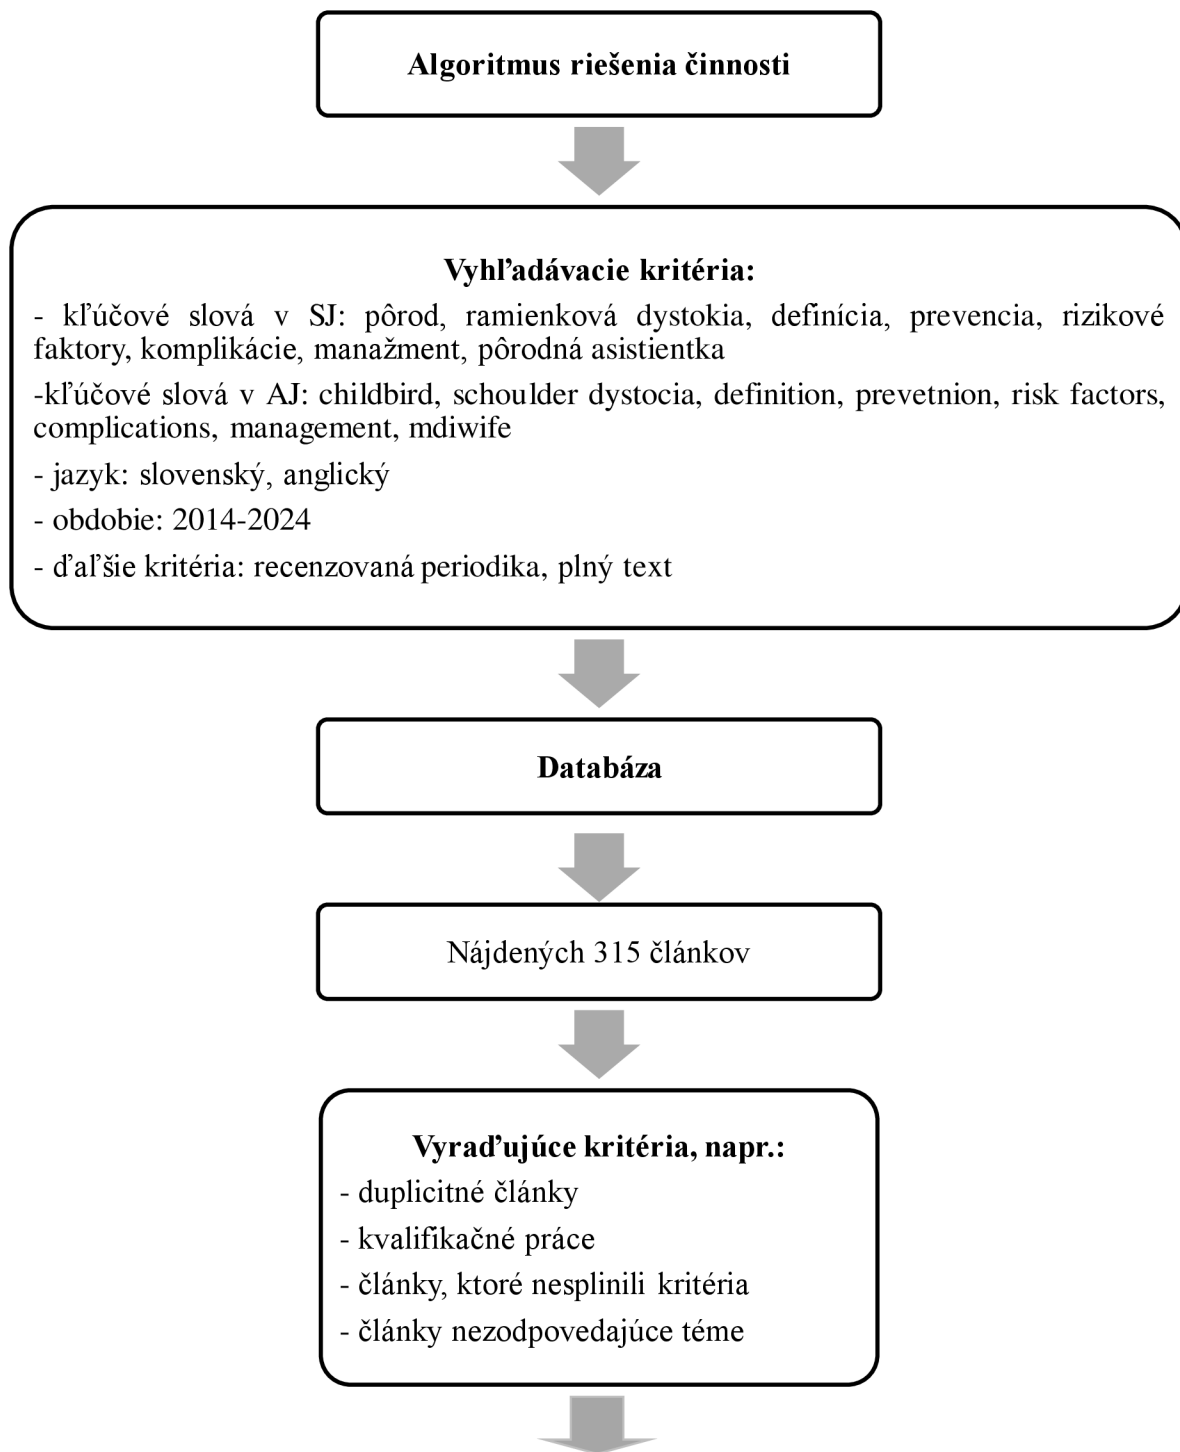 Algoritmus riešenia činnosti
Vyhľadávacie kritéria:
- kľúčové slová v SJ: pôrod, ramienková dystokia, definícia, prevencia, rizikové
faktory, komplikácie, manažment, pôrodná asistientka
-kľúčové slová v AJ: childbird, schoulder dystocia, definition, prevetnion, risk factors,
complications, management, mdiwife
- jazyk: slovenský, anglický
- obdobie: 2014-2024
- ďaľšie kritéria: recenzovaná periodika, plný text
Databáza
Nájdených 315 článkov
Vyraďujúce kritéria, napr.:
- duplicitné články
- kvalifikačné práce
- články, ktoré nesplinili kritéria
- články nezodpovedajúce téme